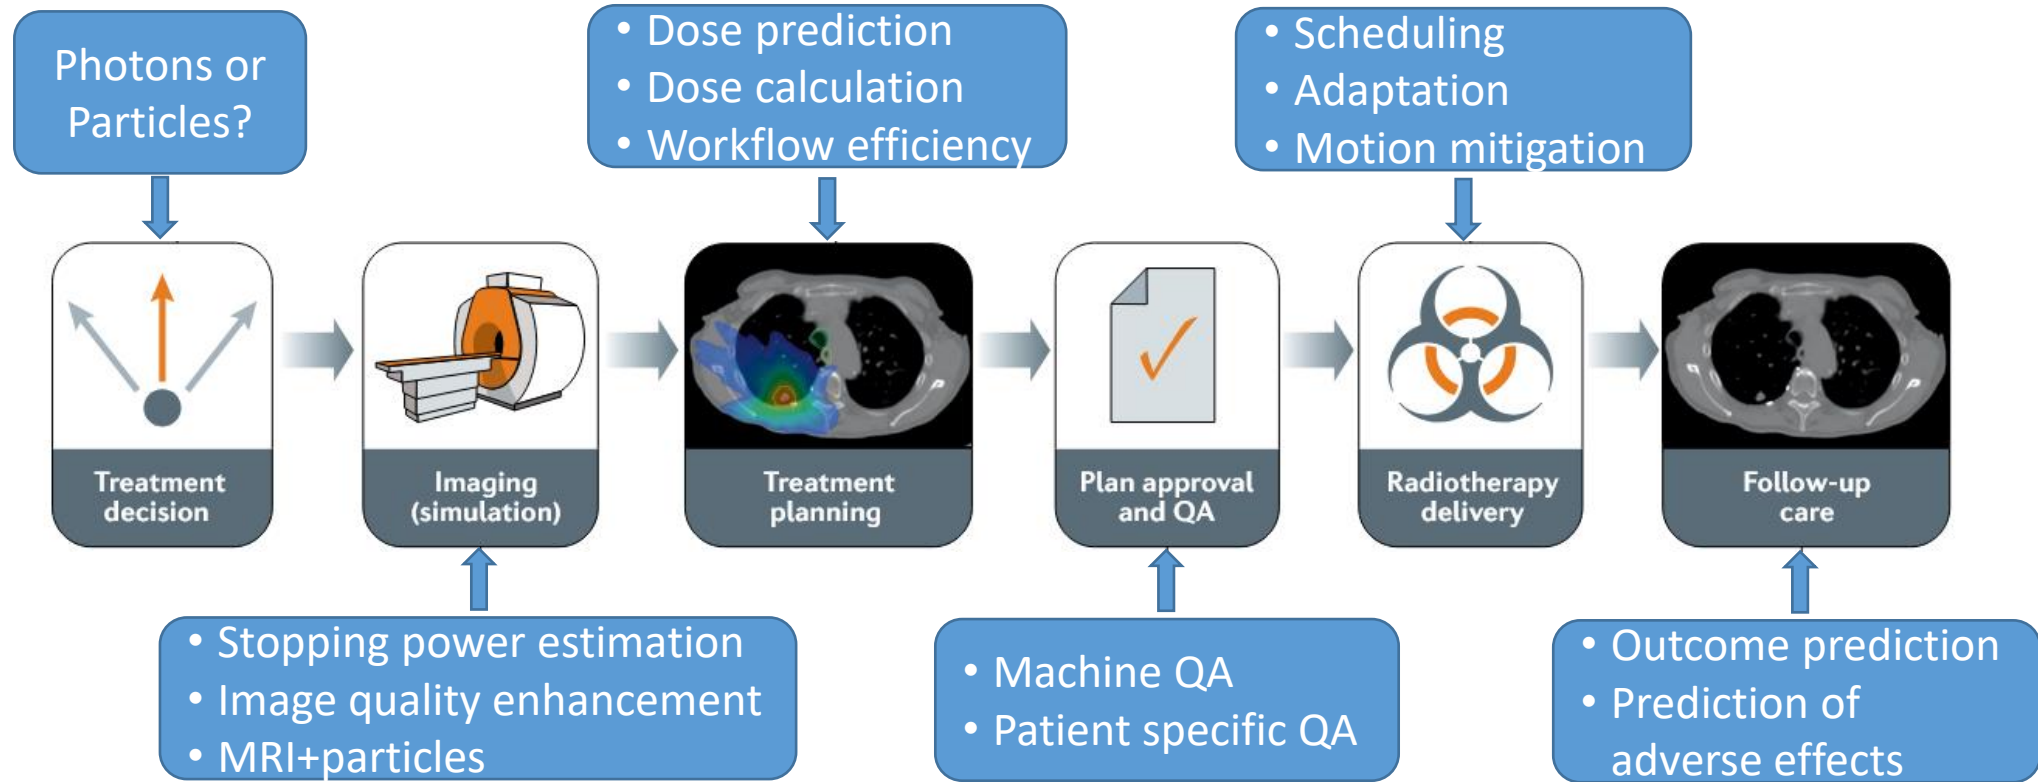 Photons or
Particles?
• Dose prediction
• Dose calculation
• Workflow efficiency
• Scheduling
• Adaptation
• Motion mitigation
Treatment
decision
Imaging
(simulation)
Treatment
planning
Plan approval
and QA
Radiotherapy
delivery
Follow-up
care
• Stopping power estimation
• Image quality enhancement
• MRI+particles
• Machine QA
• Patient specific QA
• Outcome prediction
• Prediction of
adverse effects